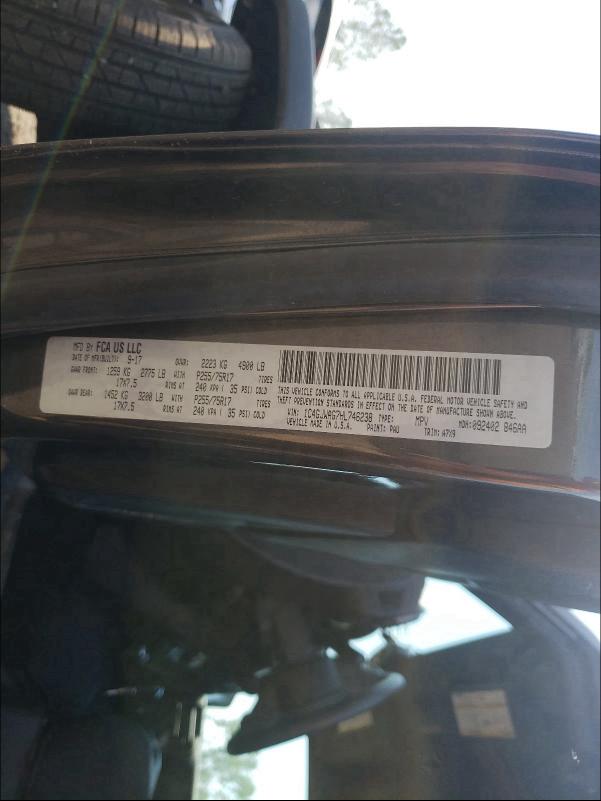 MFD BY FCA US LLC
DATE OF MFR(BUILT): 9-17 GVWR: 2223 KG 4900 LB
GAWR FRONT: 1259 KG 2775 LB WITH P255/75R17 TIRES
17X7.5 RIMS AT 240 KPA ( 35 PSI) COLD
GAWR REAR: 1452 KG 3200 LB WITH P255/75R17 TIRES
17X7.5 RIMS AT 240 KPA ( 35 PSI) COLD
THIS VEHICLE CONFORMS TO ALL APPLICABLE U.S.A. FEDERAL MOTOR VEHICLE SAFETY AND
THEFT PREVENTION STANDARDS IN EFFECT ON THE DATE OF MANUFACTURE SHOWN ABOVE.
VIN: 1C4GJWAG7HL746238 TYPE: MPV MDH:092402 846AA
VEHICLE MADE IN U.S.A. PAINT: PAU TRIM: A7X9